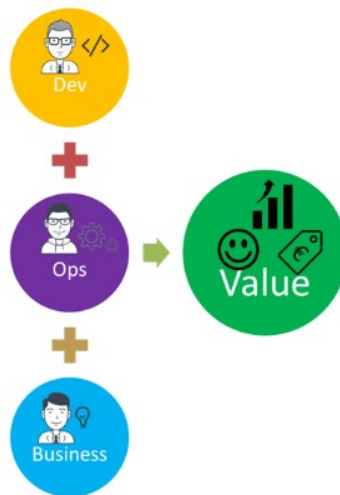 </>
Dev
Ops
€
Value
Business